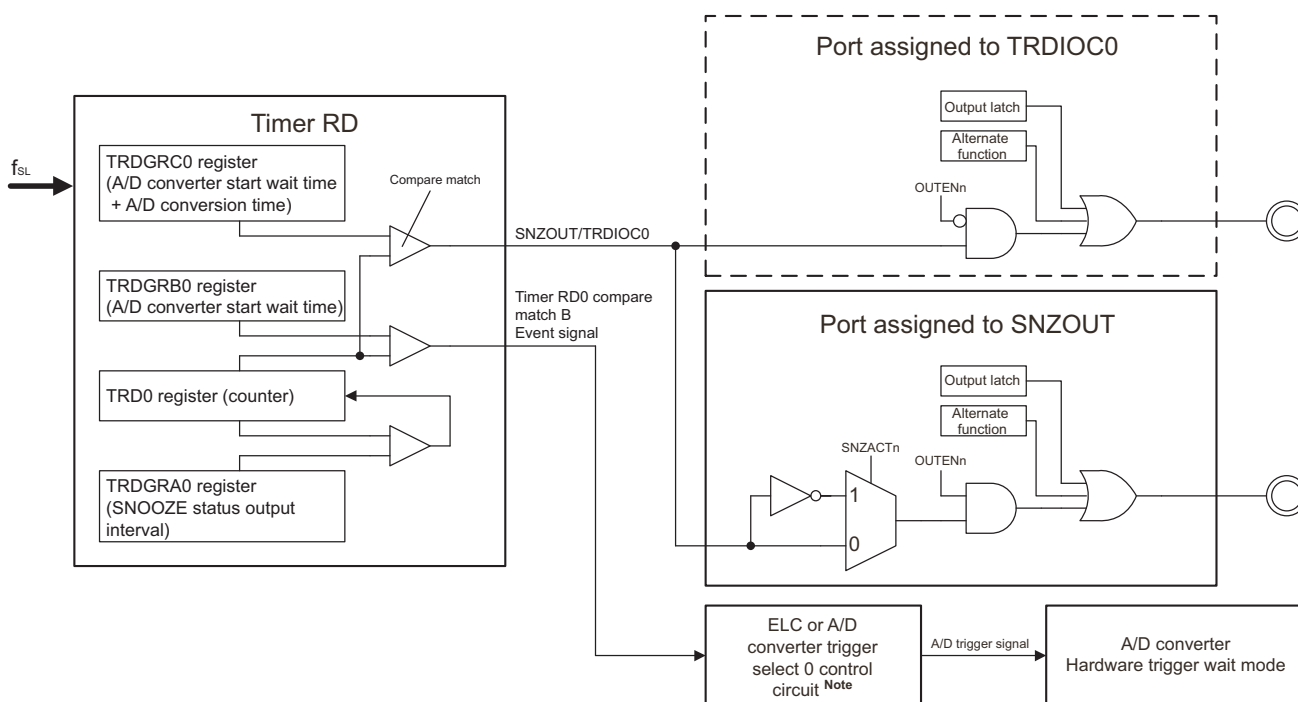 Port assigned to TRDIOC0
Output latch
Alternate
function
OUTENn
Timer RD
fSL
TRDGRC0 register
(A/D converter start wait time
+ A/D conversion time)
Compare match
SNZOUT/TRDIOC0
TRDGRB0 register
(A/D converter start wait time)
Timer RD0 compare
match B
Event signal
TRD0 register (counter)
TRDGRA0 register
(SNOOZE status output
interval)
Port assigned to SNZOUT
Output latch
Alternate
function
SNZACTn
OUTENn
1
0
ELC or A/D
converter trigger
select 0 control
circuit Note
A/D trigger signal
A/D converter
Hardware trigger wait mode